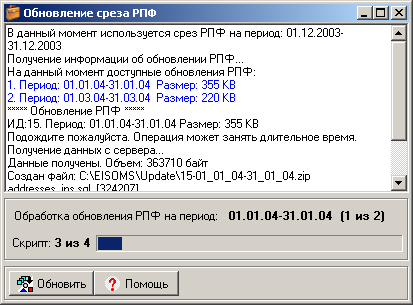 Обновление среза РПФ
В данный момент используется срез РПФ на период: 01.12.2003-
31.12.2003
Получение информации об обновлении РПФ...
На данный момент доступные обновления РПФ:
1. Период: 01.01.04-31.01.04  Размер: 355 KB
2. Период: 01.03.04-31.03.04  Размер: 220 KB
***** Обновление РПФ *****
ИД:15. Период: 01.01.04-31.01.04 Размер: 355 KB
Подождите пожалуйста. Операция может занять длительное время.
Получение данных с сервера...
Данные получены. Объем: 363710 байт
Создан файл: C:\EISOMS\Update\15-01_01_04-31_01_04.zip
addresses_ins.sql [324207]
Обработка обновления РПФ на период: 01.01.04-31.01.04 (1 из 2)
Скрипт: 3 из 4
Обновить
Помощь